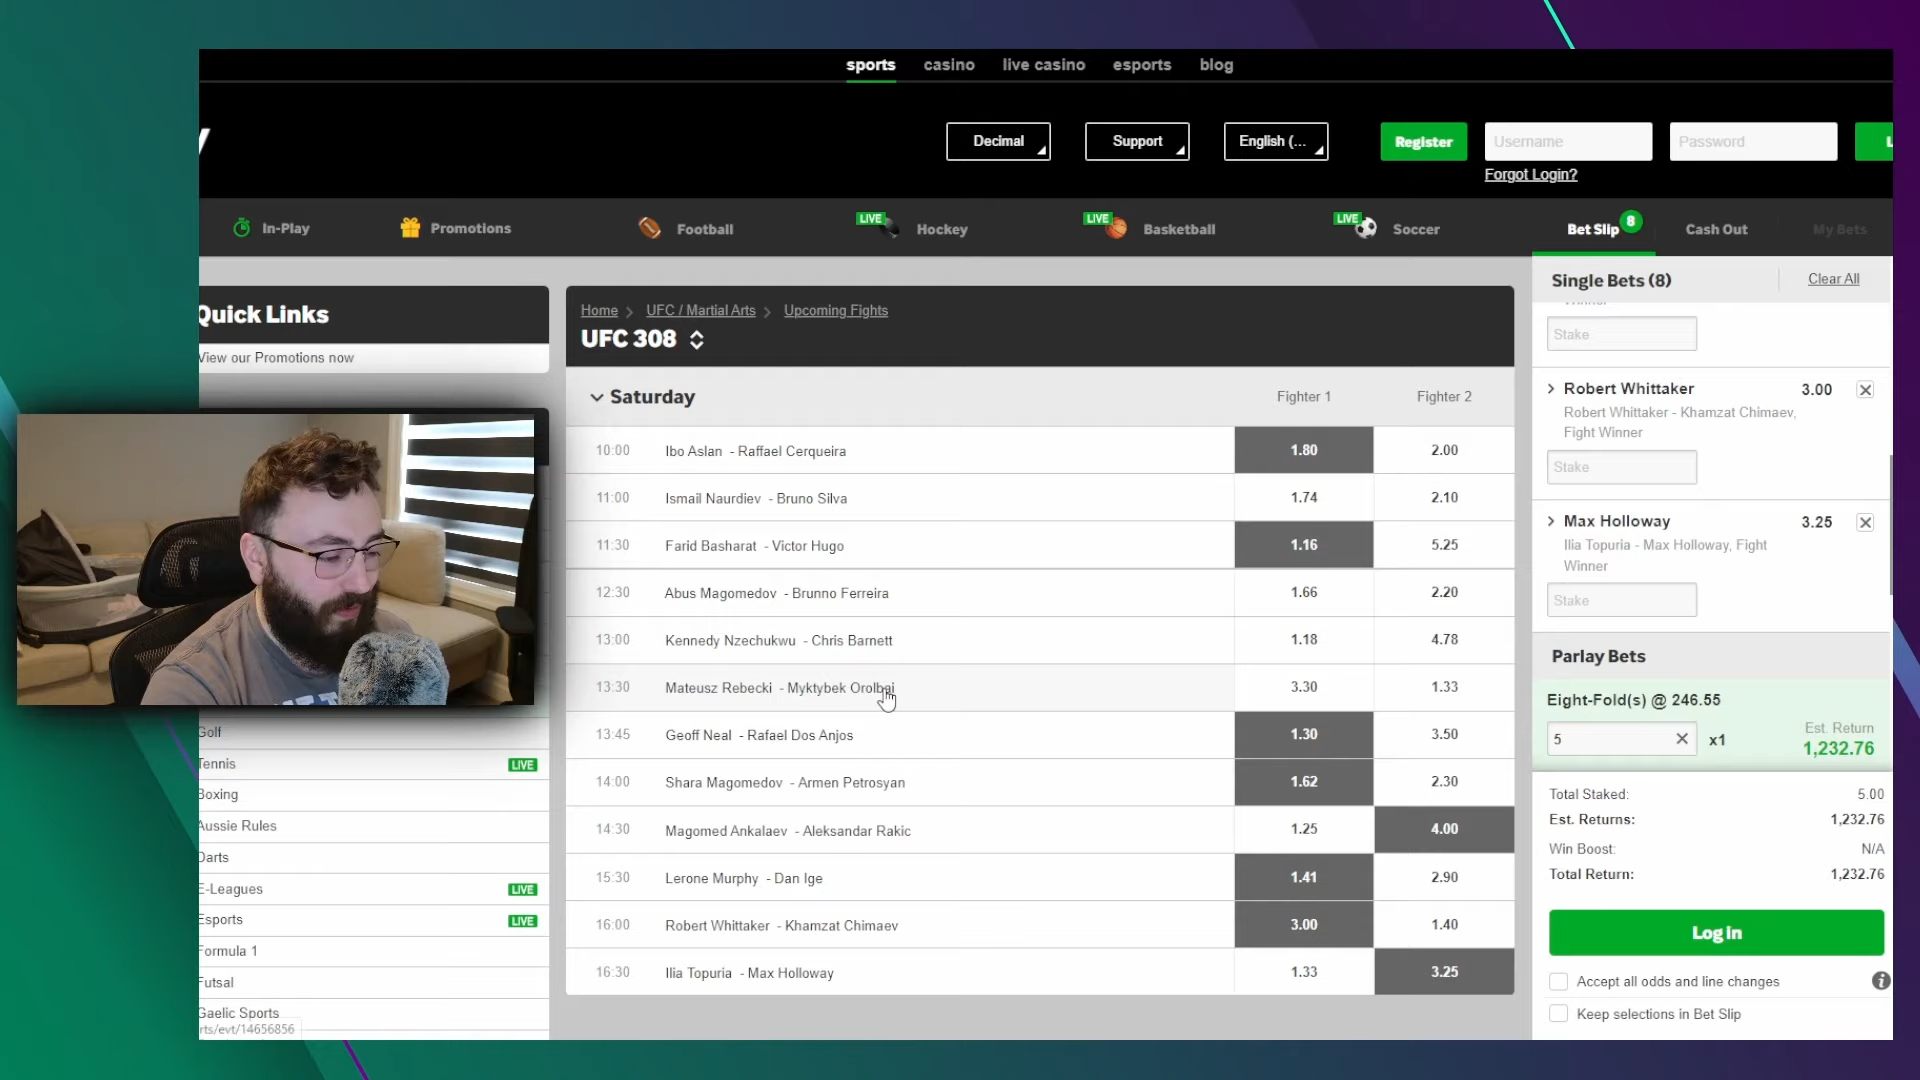 sports casino live casino esports blog
Decimal Support English (... Register Username Password
Forgot Login?
In-Play Promotions Football LIVE Hockey LIVE Basketball LIVE Soccer Bet Slip 8 Cash Out My Bets
Quick Links
View our Promotions now
Golf
Tennis LIVE
Boxing
Aussie Rules
Darts
E-Leagues LIVE
Esports LIVE
Formula 1
Futsal
Gaelic Sports
rts/evt/14656856
Home > UFC / Martial Arts > Upcoming Fights
UFC 308
Saturday Fighter 1 Fighter 2
10:00 Ibo Aslan - Raffael Cerqueira 1.80 2.00
11:00 Ismail Naurdiev - Bruno Silva 1.74 2.10
11:30 Farid Basharat - Victor Hugo 1.16 5.25
12:30 Abus Magomedov - Brunno Ferreira 1.66 2.20
13:00 Kennedy Nzechukwu - Chris Barnett 1.18 4.78
13:30 Mateusz Rebecki - Myktybek Orolbai 3.30 1.33
13:45 Geoff Neal - Rafael Dos Anjos 1.30 3.50
14:00 Shara Magomedov - Armen Petrosyan 1.62 2.30
14:30 Magomed Ankalaev - Aleksandar Rakic 1.25 4.00
15:30 Lerone Murphy - Dan Ige 1.41 2.90
16:00 Robert Whittaker - Khamzat Chimaev 3.00 1.40
16:30 Ilia Topuria - Max Holloway 1.33 3.25
Single Bets (8) Clear All
Winner
Stake
Robert Whittaker 3.00
Robert Whittaker - Khamzat Chimaev,
Fight Winner
Stake
Max Holloway 3.25
Ilia Topuria - Max Holloway, Fight
Winner
Stake
Parlay Bets
Eight-Fold(s) @ 246.55
Est. Return
5 x1 1,232.76
Total Staked: 5.00
Est. Returns: 1,232.76
Win Boost: N/A
Total Return: 1,232.76
Log in
Accept all odds and line changes
Keep selections in Bet Slip